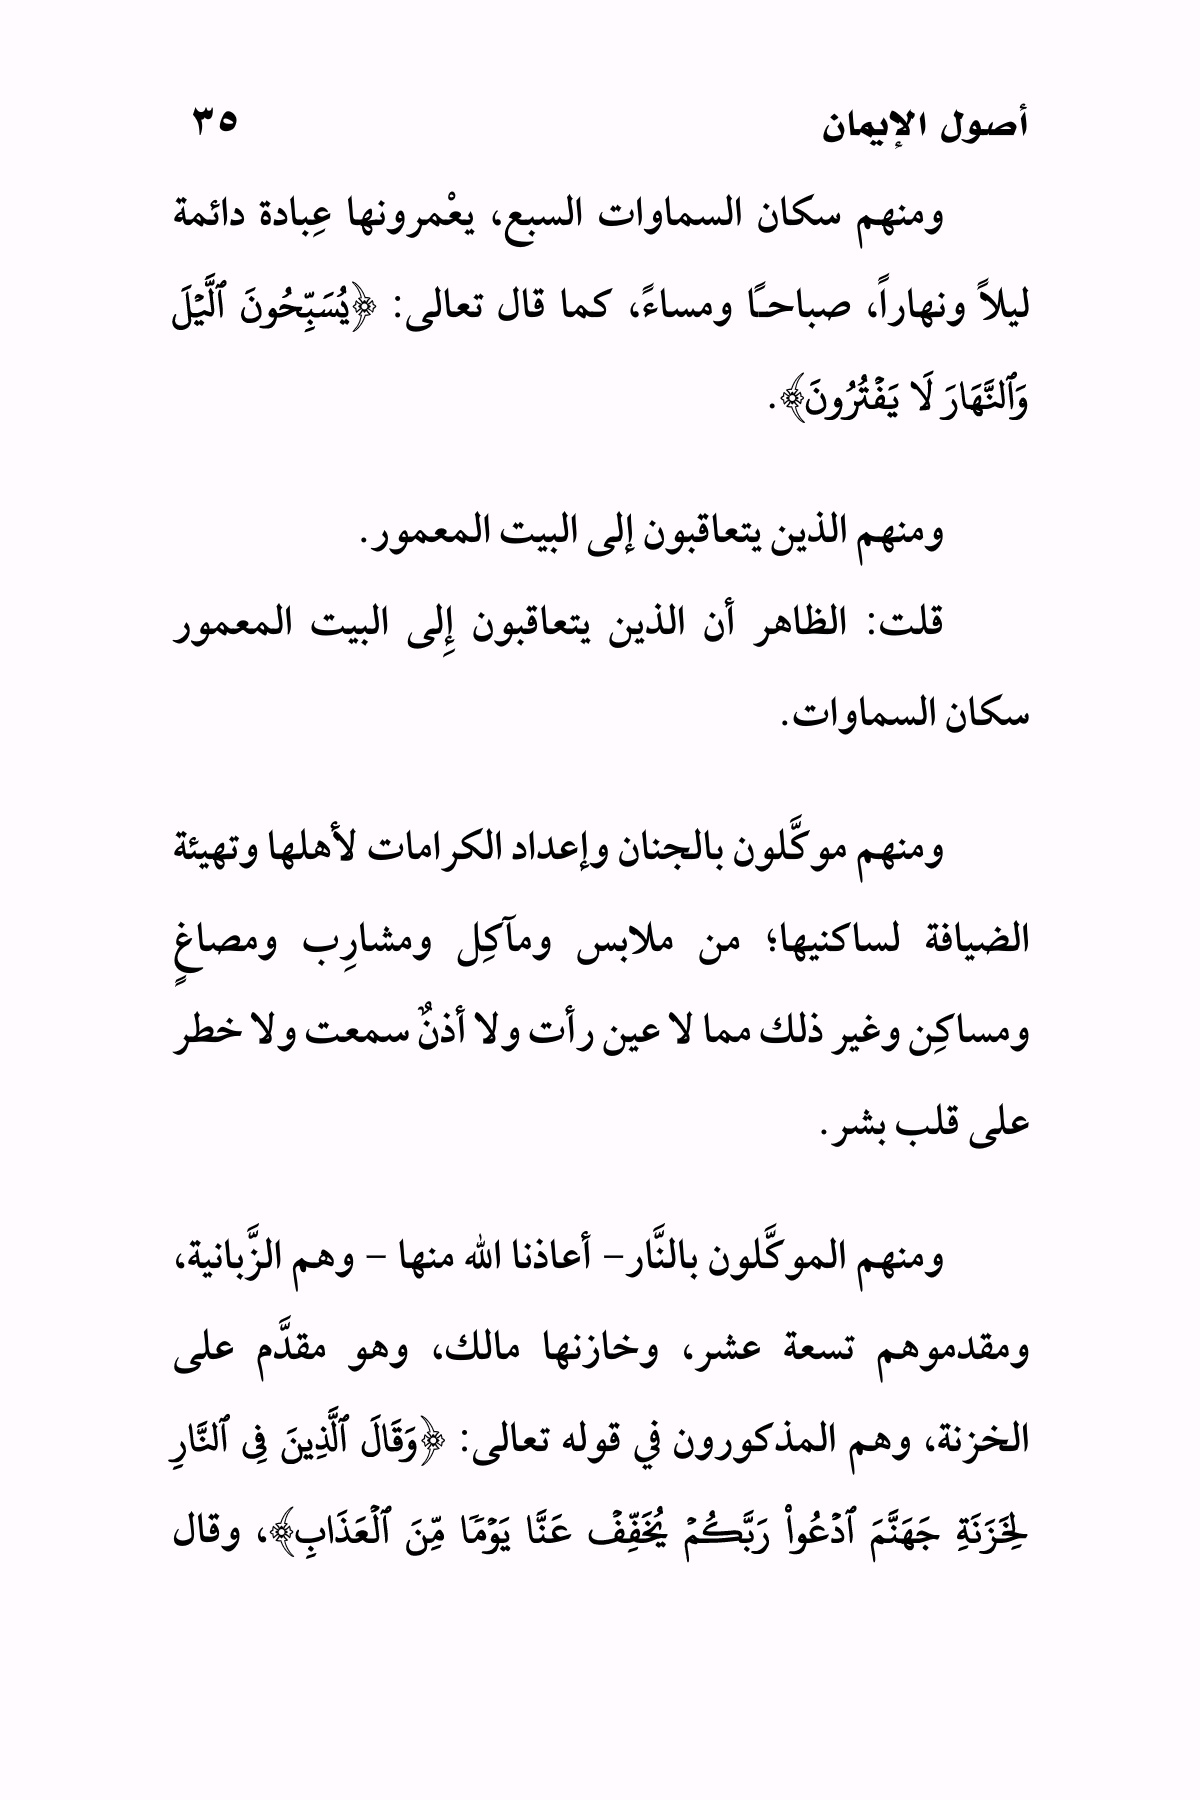 أصول الإيمان ٣٥
ومنهم سكان السماوات السبع، يعْمرونها عِبادة دائمة
ليلاً ونهاراً، صباحـًا ومساءً، كما قال تعالى: ﴿يُسَبِّحُونَ ٱلَّيۡلَ
وَٱلنَّهَارَ لَا يَفۡتُرُونَ﴾.
ومنهم الذين يتعاقبون إلى البيت المعمور.
قلت: الظاهر أن الذين يتعاقبون إِلى البيت المعمور
سكان السماوات.
ومنهم موكَّلون بالجنان وإعداد الكرامات لأهلها وتهيئة
الضيافة لساكنيها؛ من ملابس ومآكِل ومشارِب ومصاغٍ
ومساكِن وغير ذلك مما لا عين رأت ولا أذنٌ سمعت ولا خطر
على قلب بشر.
ومنهم الموكَّلون بالنَّار– أعاذنا الله منها – وهم الزَّبانية،
ومقدموهم تسعة عشر، وخازنها مالك، وهو مقدَّم على
الخزنة، وهم المذكورون في قوله تعالى: ﴿وَقَالَ ٱلَّذِينَ فِى ٱلنَّارِ
لِخَزَنَةِ جَهَنَّمَ ٱدۡعُواْ رَبَّكُمۡ يُخَفِّفۡ عَنَّا يَوۡمٗا مِّنَ ٱلۡعَذَابِ﴾، وقال